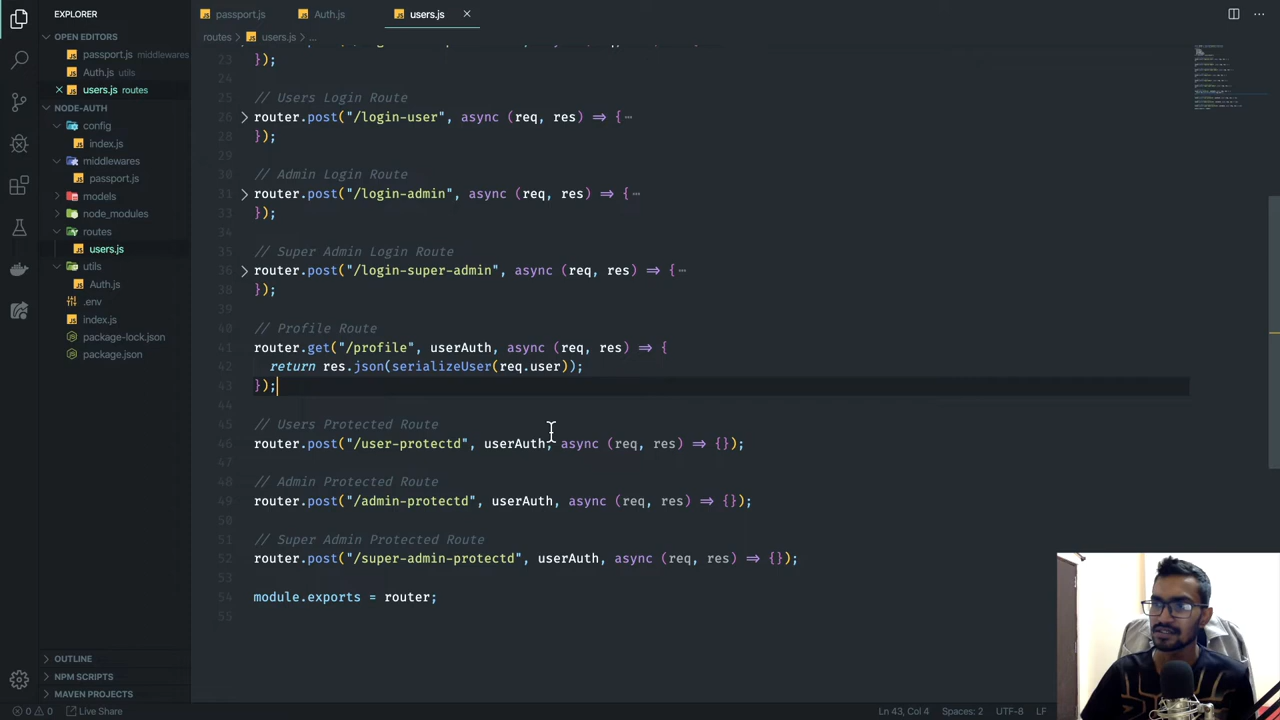 EXPLORER
OPEN EDITORS
passport.js middlewares
Auth.js utils
users.js routes
NODE-AUTH
config
index.js
middlewares
passport.js
models
node_modules
routes
users.js
utils
Auth.js
.env
index.js
package-lock.json
package.json
OUTLINE
NPM SCRIPTS
MAVEN PROJECTS
passport.js
Auth.js
users.js
routes > users.js > ...
23 });
24
25 // Users Login Route
26 router.post("/login-user", async (req, res) => {⋯
28 });
29
30 // Admin Login Route
31 router.post("/login-admin", async (req, res) => {⋯
33 });
34
35 // Super Admin Login Route
36 router.post("/login-super-admin", async (req, res) => {⋯
38 });
39
40 // Profile Route
41 router.get("/profile", userAuth, async (req, res) => {
42 return res.json(serializeUser(req.user));
43 });
44
45 // Users Protected Route
46 router.post("/user-protectd", userAuth, async (req, res) => {});
47
48 // Admin Protected Route
49 router.post("/admin-protectd", userAuth, async (req, res) => {});
50
51 // Super Admin Protected Route
52 router.post("/super-admin-protectd", userAuth, async (req, res) => {});
53
54 module.exports = router;
55
0 0 Live Share
Ln 43, Col 4 Spaces: 2 UTF-8 LF